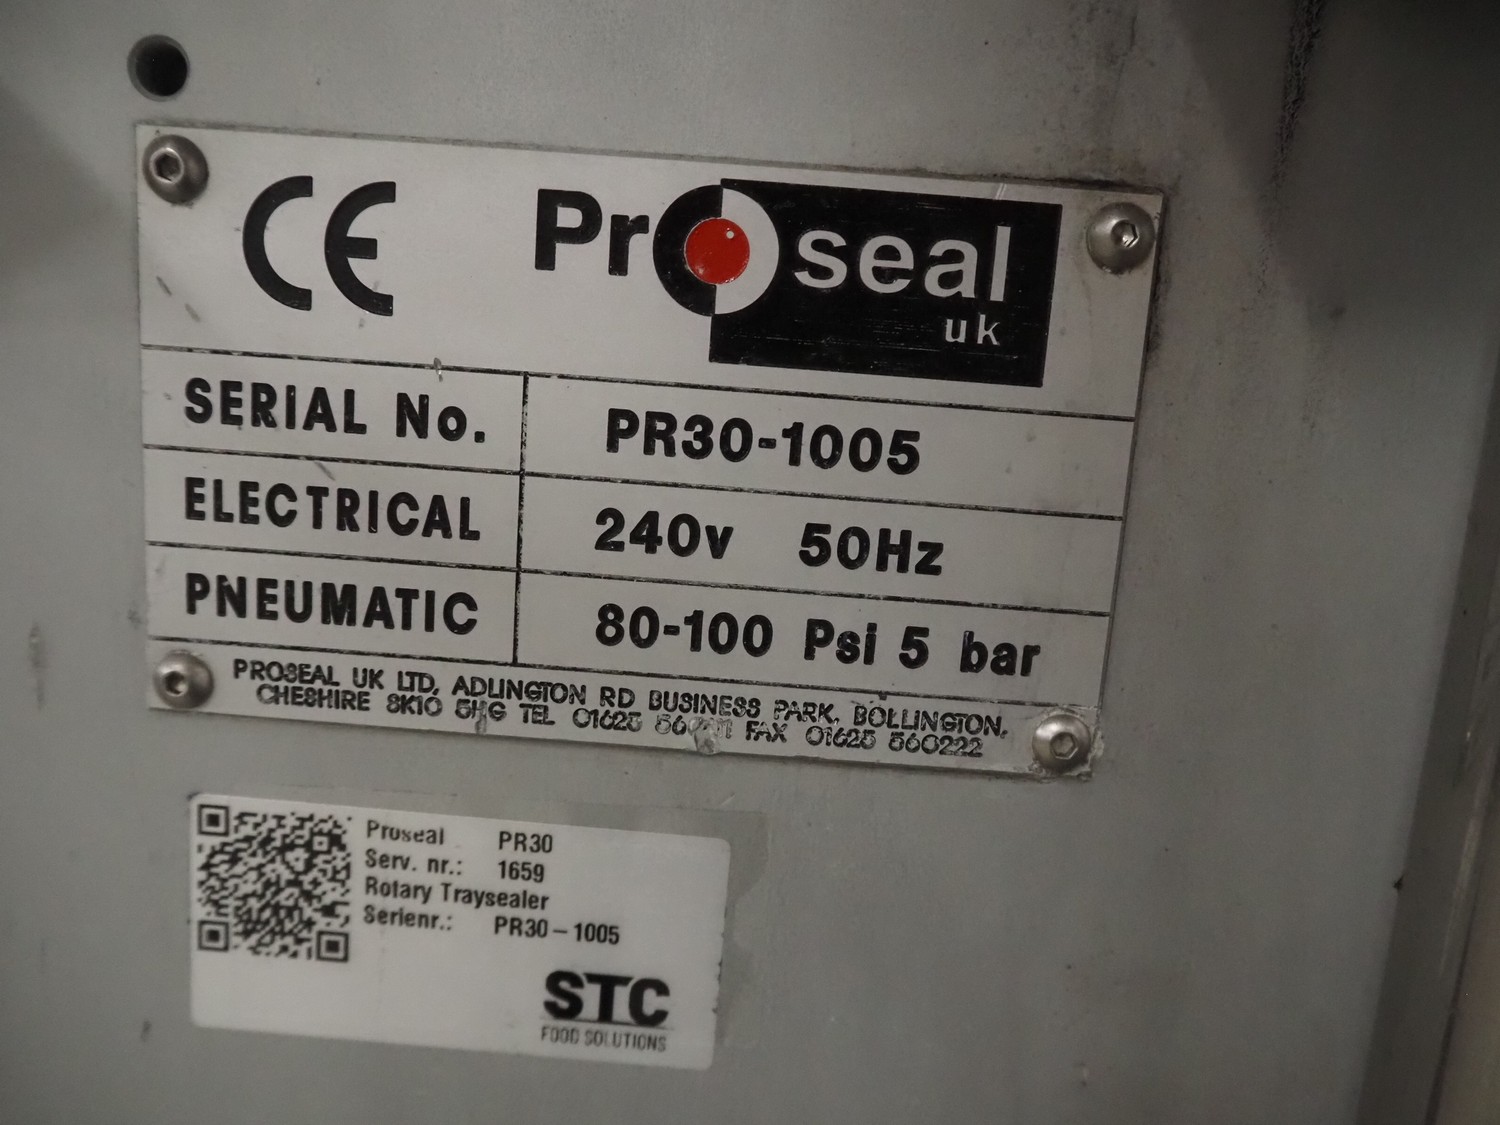 CE Proseal
uk
SERIAL No. PR30-1005
ELECTRICAL 240v 50Hz
PNEUMATIC 80-100 Psi 5 bar
PROSEAL UK LTD, ADLINGTON RD BUSINESS PARK, BOLLINGTON,
CHESHIRE SK10 5HG TEL 01625 FAX 01625 560222
Proseal PR30
Serv. nr.: 1659
Rotary Traysealer
Serienr.: PR30-1005
STC
FOOD SOLUTIONS